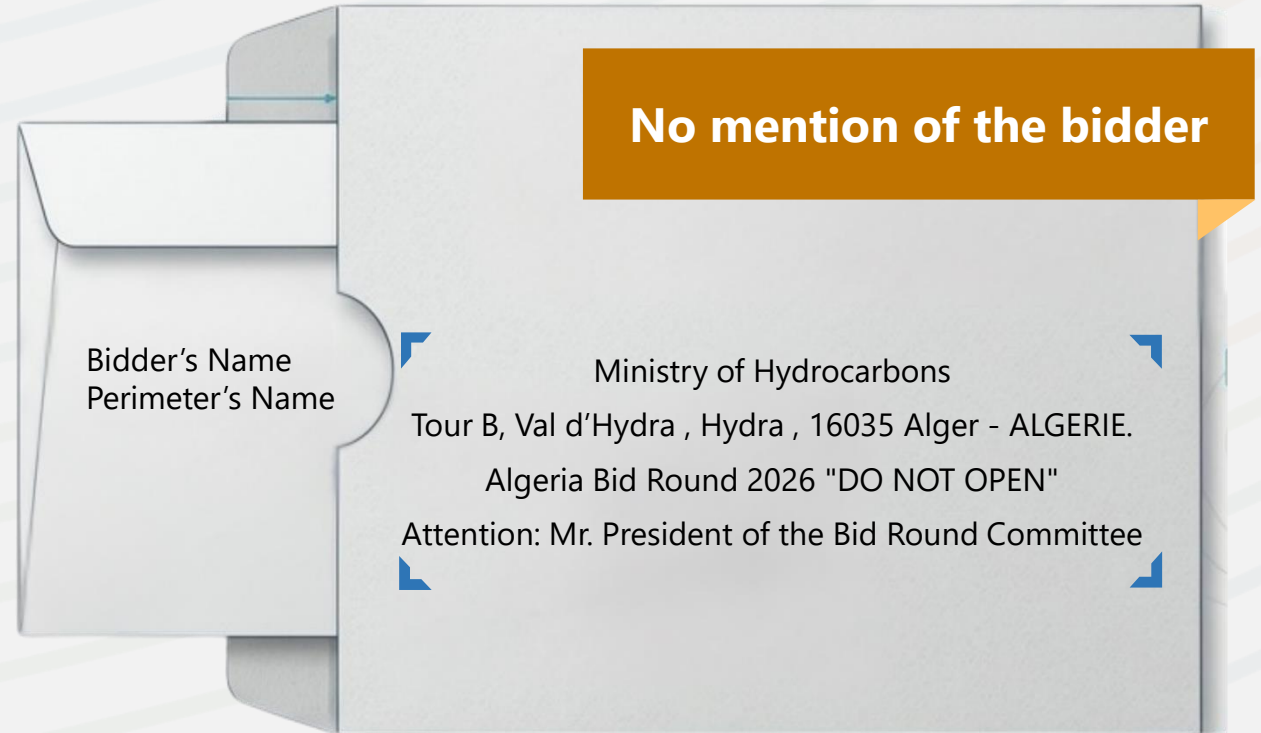 No mention of the bidder
Bidder’s Name
Perimeter’s Name
Ministry of Hydrocarbons
Tour B, Val d’Hydra , Hydra , 16035 Alger - ALGERIE.
Algeria Bid Round 2026 "DO NOT OPEN"
Attention: Mr. President of the Bid Round Committee